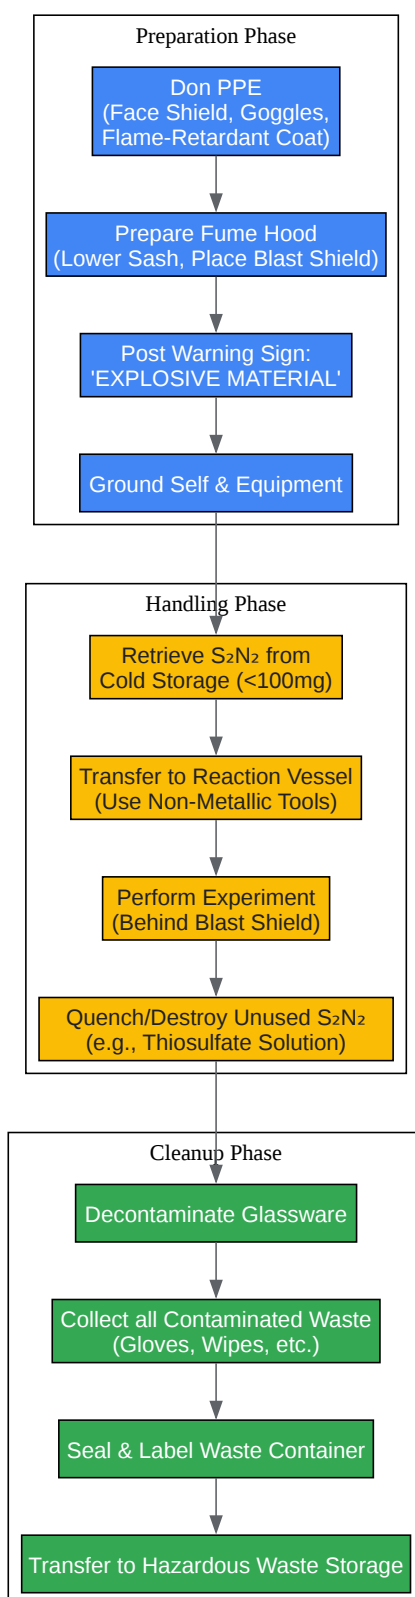 Preparation Phase
Don PPE
(Face Shield, Goggles,
Flame-Retardant Coat)
Prepare Fume Hood
(Lower Sash, Place Blast Shield)
Post Warning Sign:
'EXPLOSIVE MATERIAL'
Ground Self & Equipment
Handling Phase
Retrieve S₂N₂ from
Cold Storage (<100mg)
Transfer to Reaction Vessel
(Use Non-Metallic Tools)
Perform Experiment
(Behind Blast Shield)
Quench/Destroy Unused S₂N₂
(e.g., Thiosulfate Solution)
Cleanup Phase
Decontaminate Glassware
Collect all Contaminated Waste
(Gloves, Wipes, etc.)
Seal & Label Waste Container
Transfer to Hazardous Waste Storage